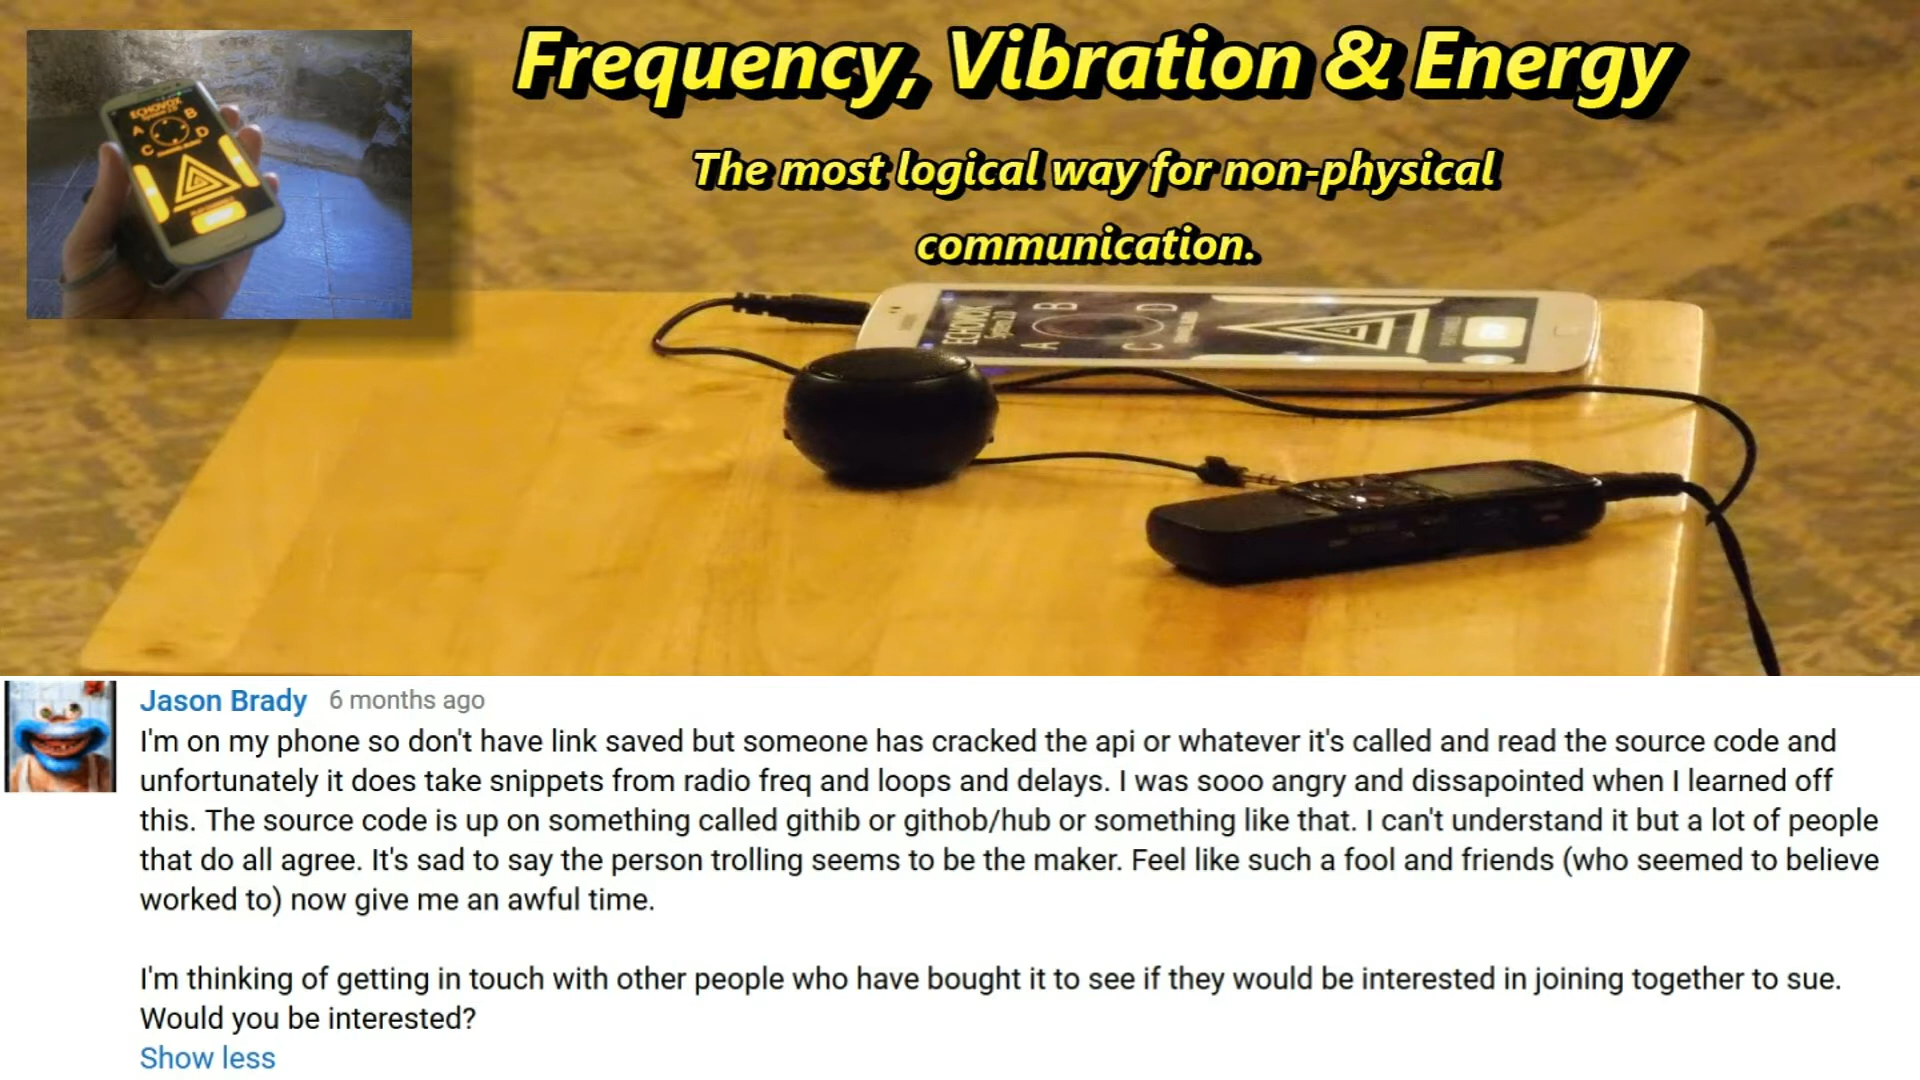 Frequency, Vibration & Energy
The most logical way for non-physical
communication.
ECHOVOX
A
B
C
D
ECHOVOX
System 2.0
A
B
C
D
Jason Brady 6 months ago
I'm on my phone so don't have link saved but someone has cracked the api or whatever it's called and read the source code and
unfortunately it does take snippets from radio freq and loops and delays. I was sooo angry and dissapointed when I learned off
this. The source code is up on something called githib or githob/hub or something like that. I can't understand it but a lot of people
that do all agree. It's sad to say the person trolling seems to be the maker. Feel like such a fool and friends (who seemed to believe
worked to) now give me an awful time.
I'm thinking of getting in touch with other people who have bought it to see if they would be interested in joining together to sue.
Would you be interested?
Show less